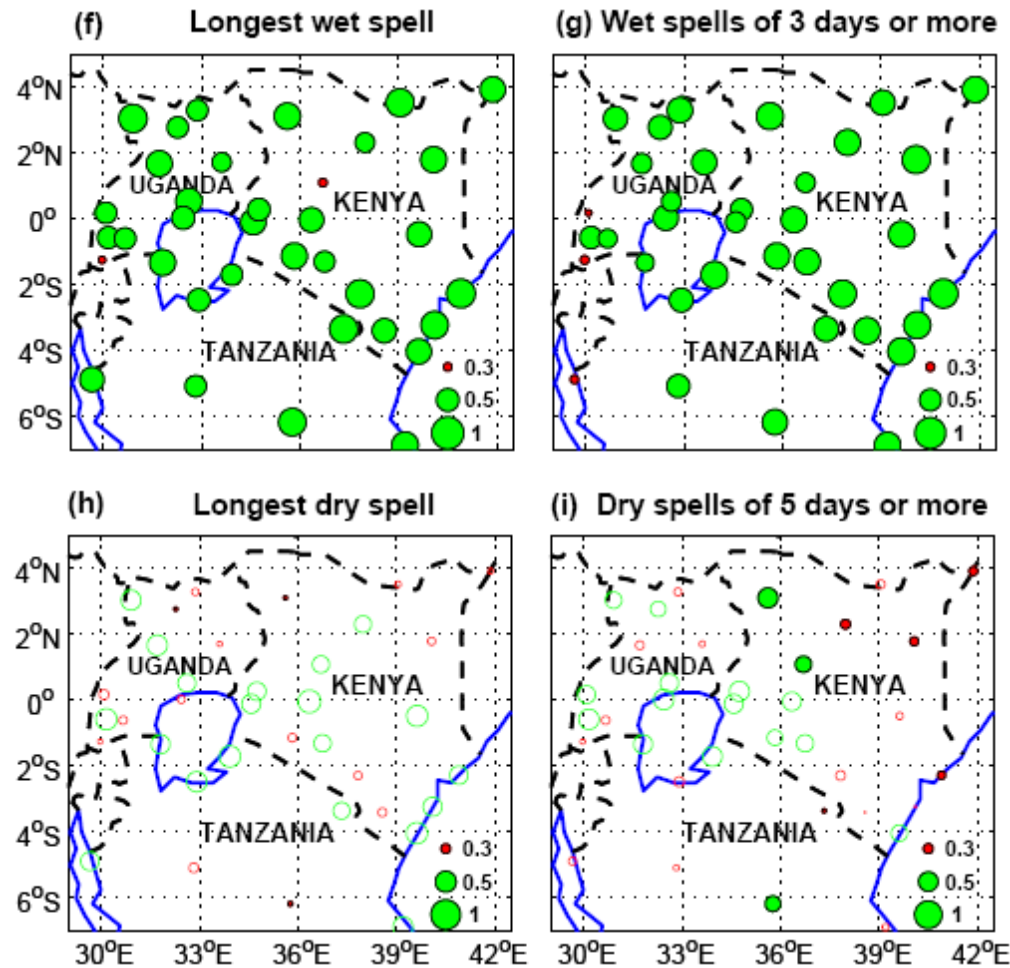 (f) Longest wet spell
(g) Wet spells of 3 days or more
4°N
2°N
0°
2°S
4°S
6°S
UGANDA
KENYA
TANZANIA
0.3
0.5
1
UGANDA
KENYA
TANZANIA
0.3
0.5
1
(h) Longest dry spell
(i) Dry spells of 5 days or more
4°N
2°N
0°
2°S
4°S
6°S
UGANDA
KENYA
TANZANIA
0.3
0.5
1
30°E 33°E 36°E 39°E 42°E
UGANDA
KENYA
TANZANIA
0.3
0.5
1
30°E 33°E 36°E 39°E 42°E